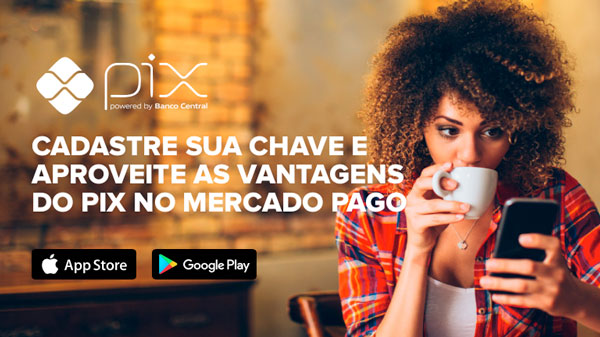 pix
powered by Banco Central
CADASTRE SUA CHAVE E
APROVEITE AS VANTAGENS
DO PIX NO MERCADO PAGO
App Store
Google Play